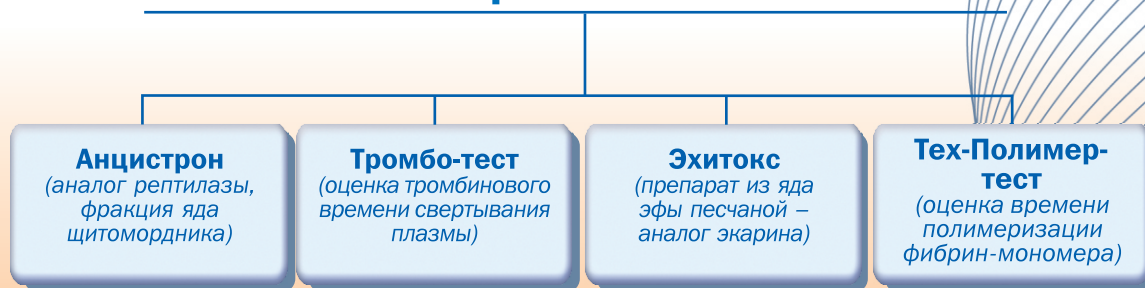 Анцистрон
(аналог рептилазы,
фракция яда
щитомордника)
Тромбо-тест
(оценка тромбинового
времени свертывания
плазмы)
Эхитокс
(препарат из яда
эфы песчаной –
аналог экарина)
Тех-Полимер-
тест
(оценка времени
полимеризации
фибрин-мономера)